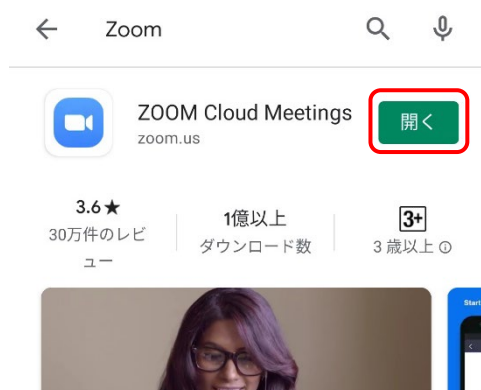 Zoom
ZOOM Cloud Meetings
zoom.us
開く
3.6★
30万件のレビ
ュー
1億以上
ダウンロード数
3+
3 歳以上
Start